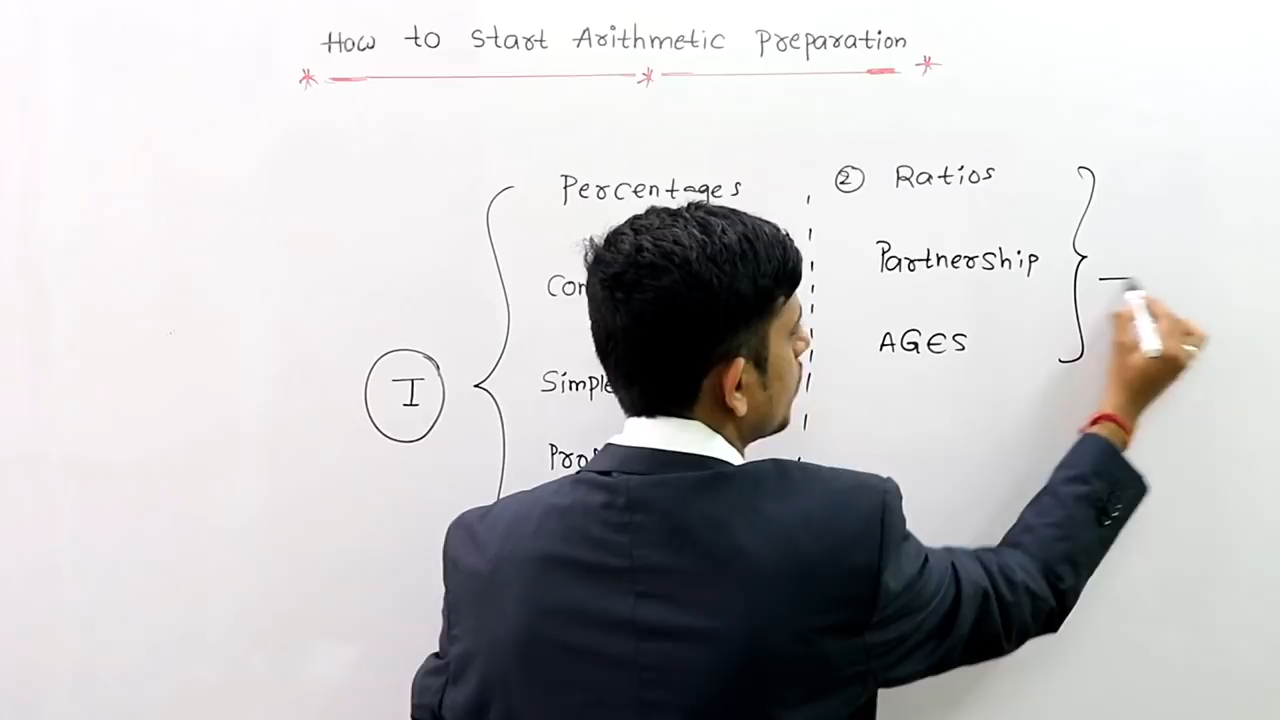 How to Start Arithmetic Preparation
I
Percentages
② Ratios
Partnership
AGES